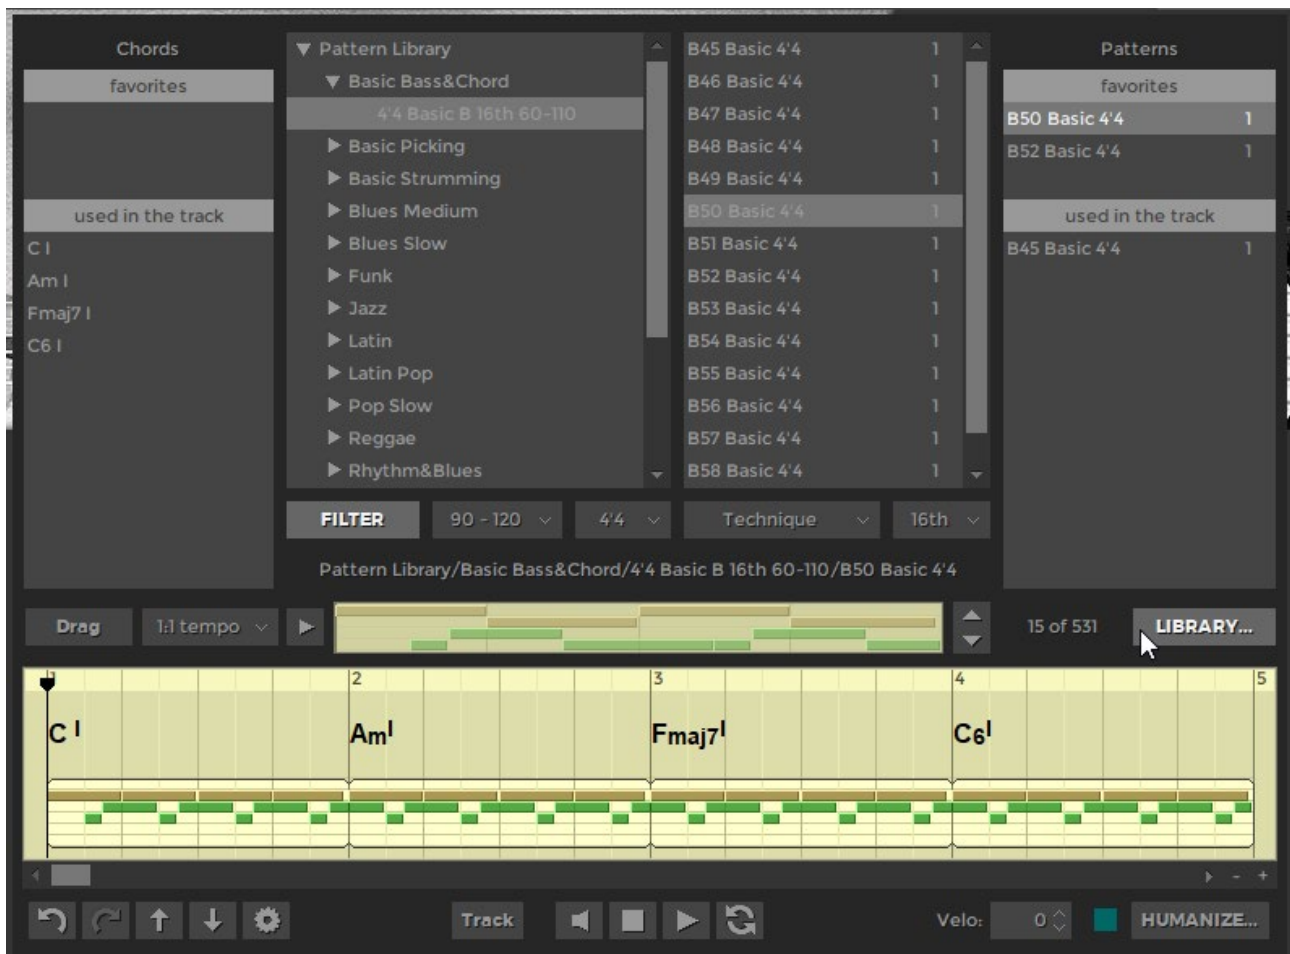 Chords
favorites
used in the track
C I
Am I
Fmaj7 I
C6 I
Pattern Library
Basic Bass&Chord
4'4 Basic B 16th 60-110
Basic Picking
Basic Strumming
Blues Medium
Blues Slow
Funk
Jazz
Latin
Latin Pop
Pop Slow
Reggae
Rhythm&Blues
B45 Basic 4'4 1
B46 Basic 4'4 1
B47 Basic 4'4 1
B48 Basic 4'4 1
B49 Basic 4'4 1
B50 Basic 4'4 1
B51 Basic 4'4 1
B52 Basic 4'4 1
B53 Basic 4'4 1
B54 Basic 4'4 1
B55 Basic 4'4 1
B56 Basic 4'4 1
B57 Basic 4'4 1
B58 Basic 4'4 1
Patterns
favorites
B50 Basic 4'4 1
B52 Basic 4'4 1
used in the track
B45 Basic 4'4 1
FILTER 90 - 120 4'4 Technique 16th
Pattern Library/Basic Bass&Chord/4'4 Basic B 16th 60-110/B50 Basic 4'4
Drag 1:1 tempo 15 of 531 LIBRARY...
1 2 3 4 5
C I Am I Fmaj7 I C6 I
- +
Track Velo: 0 HUMANIZE...